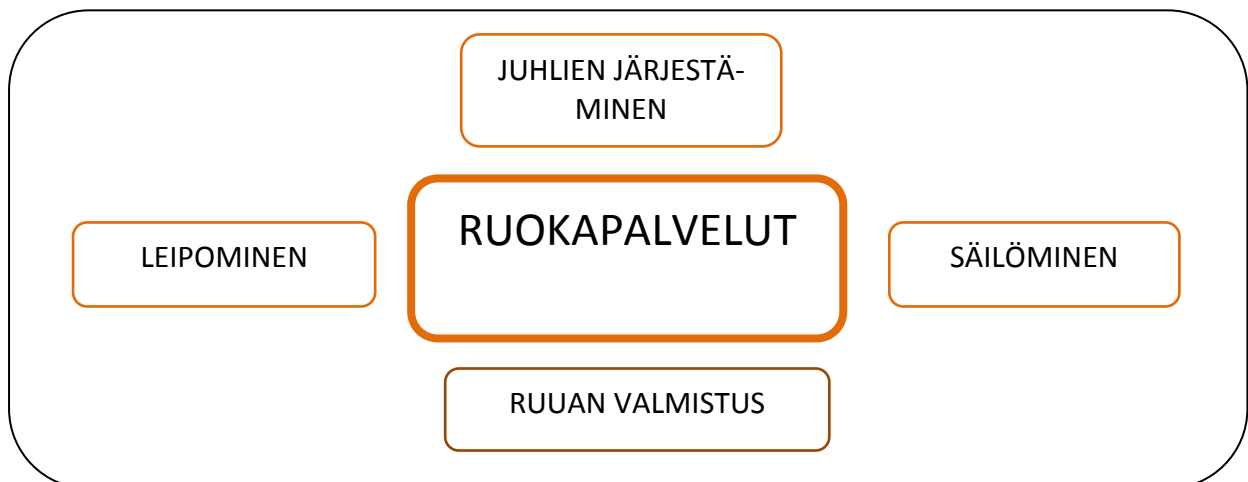 JUHLIEN JÄRJESTÄ-
MINEN
RUOKAPALVELUT
LEIPOMINEN
SÄILÖMINEN
RUUAN VALMISTUS